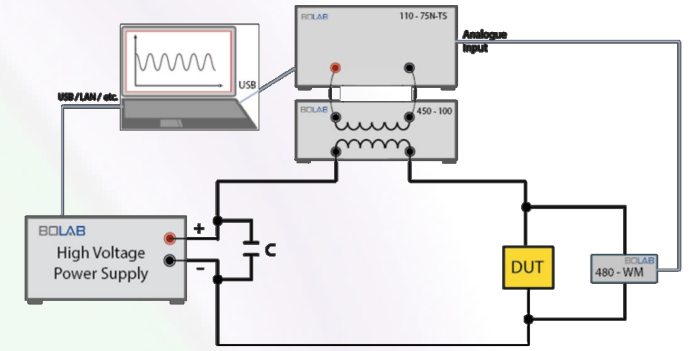 BOLAB
110 - 75N-TS
Analogue
Input
USB
USB / LAN / etc.
BOLAB
450 - 100
BOLAB
High Voltage
Power Supply
+
−
C
DUT
BOLAB
480 - WM